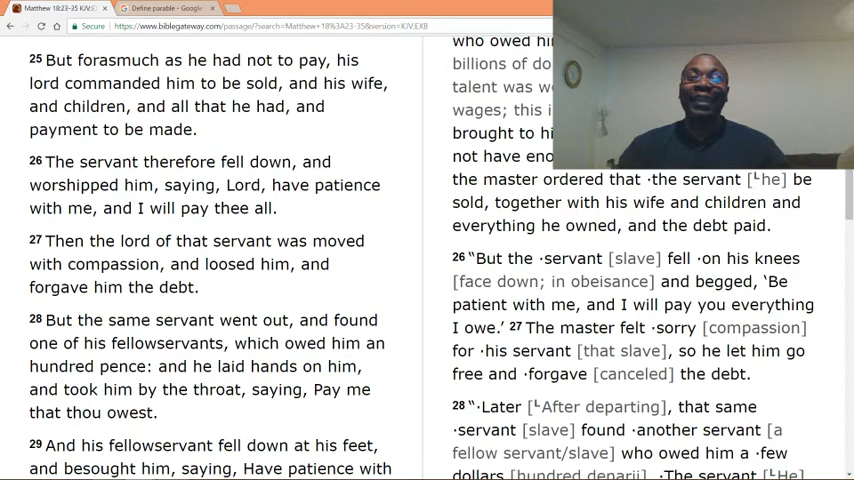 Matthew 18:23-35 KJV;EX
Define parable - Google
Secure
https://www.biblegateway.com/passage/?search=Matthew+18%3A23-35&version=KJV;EXB
25 But forasmuch as he had not to pay, his
lord commanded him to be sold, and his wife,
and children, and all that he had, and
payment to be made.
26 The servant therefore fell down, and
worshipped him, saying, Lord, have patience
with me, and I will pay thee all.
27 Then the lord of that servant was moved
with compassion, and loosed him, and
forgave him the debt.
28 But the same servant went out, and found
one of his fellowservants, which owed him an
hundred pence: and he laid hands on him,
and took him by the throat, saying, Pay me
that thou owest.
29 And his fellowservant fell down at his feet,
and besought him, saying, Have patience with
who owed him
billions of do
talent was w
wages; this i
brought to hi
not have eno
the master ordered that ·the servant [Lhe] be
sold, together with his wife and children and
everything he owned, and the debt paid.
26 "But the ·servant [slave] fell ·on his knees
[face down; in obeisance] and begged, 'Be
patient with me, and I will pay you everything
I owe.' 27 The master felt ·sorry [compassion]
for ·his servant [that slave], so he let him go
free and ·forgave [canceled] the debt.
28 "·Later [LAfter departing], that same
·servant [slave] found ·another servant [a
fellow servant/slave] who owed him a ·few
dollars [hundred denarii]. ·The servant [LHe]